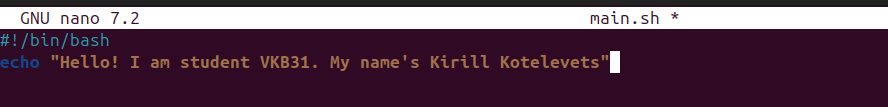 GNU nano 7.2 main.sh *
#!/bin/bash
echo "Hello! I am student VKB31. My name's Kirill Kotelevets"